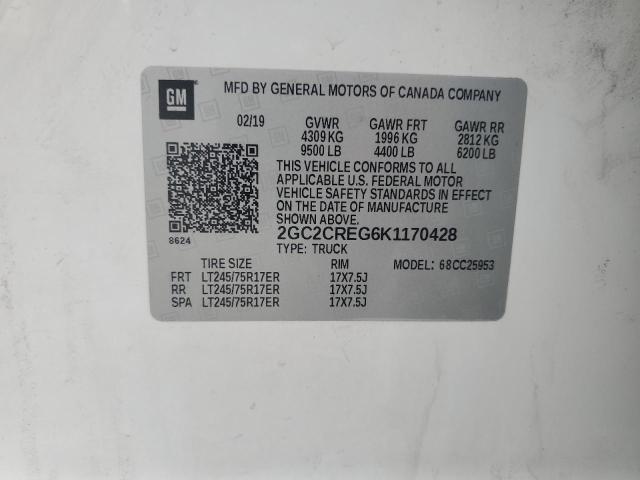 GM
MFD BY GENERAL MOTORS OF CANADA COMPANY
02/19 GVWR GAWR FRT GAWR RR
4309 KG 1996 KG 2812 KG
9500 LB 4400 LB 6200 LB
THIS VEHICLE CONFORMS TO ALL
APPLICABLE U.S. FEDERAL MOTOR
VEHICLE SAFETY STANDARDS IN EFFECT
ON THE DATE OF MANUFACTURE
SHOWN ABOVE.
8624
2GC2CREG6K1170428
TYPE: TRUCK
TIRE SIZE RIM MODEL: 68CC25953
FRT LT245/75R17ER 17X7.5J
RR LT245/75R17ER 17X7.5J
SPA LT245/75R17ER 17X7.5J